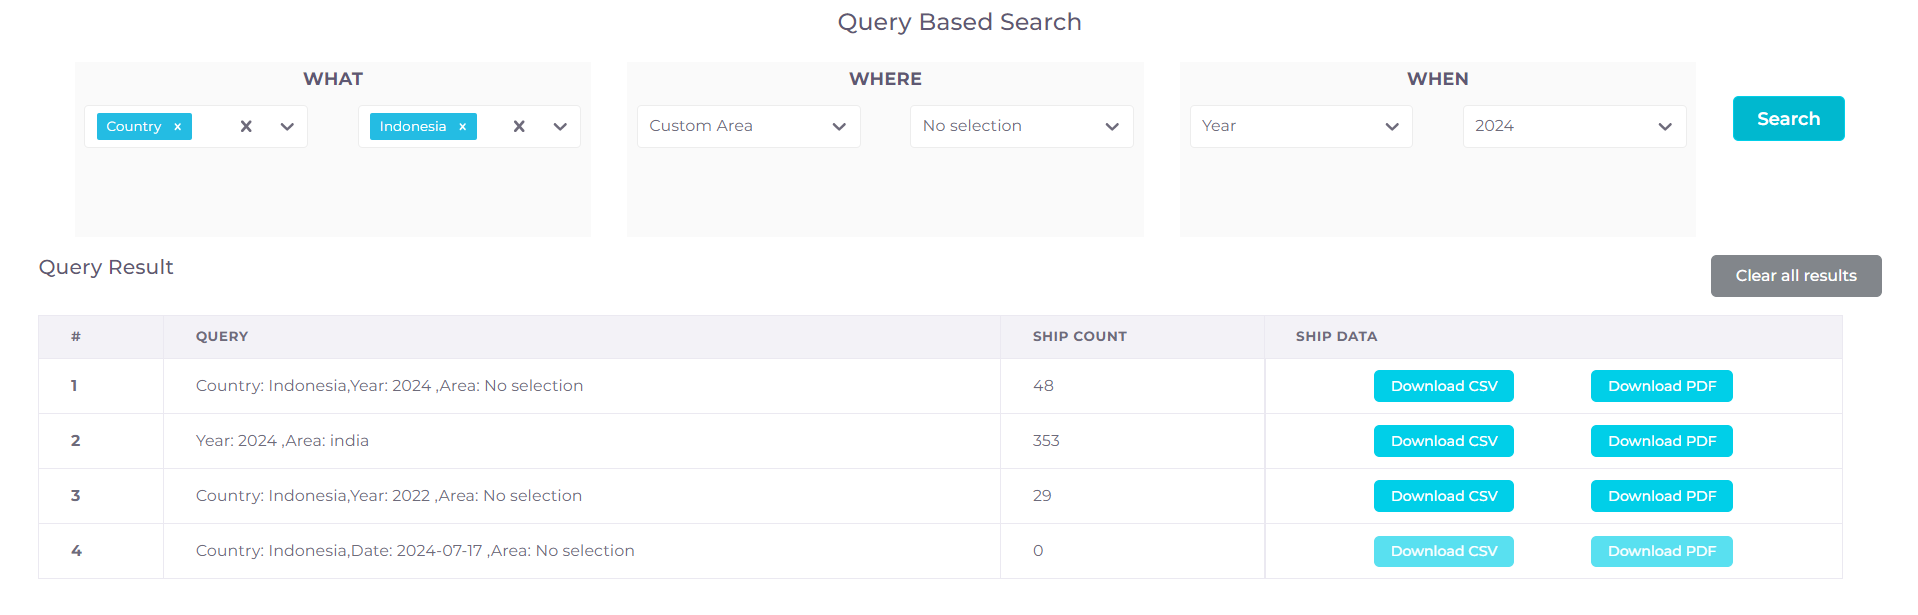 Query Based Search
WHAT
WHERE
WHEN
Country x
Indonesia x
Custom Area
No selection
Year
2024
Search
Query Result
Clear all results
# QUERY SHIP COUNT SHIP DATA
1 Country: Indonesia,Year: 2024 ,Area: No selection 48 Download CSV Download PDF
2 Year: 2024 ,Area: india 353 Download CSV Download PDF
3 Country: Indonesia,Year: 2022 ,Area: No selection 29 Download CSV Download PDF
4 Country: Indonesia,Date: 2024-07-17 ,Area: No selection 0 Download CSV Download PDF